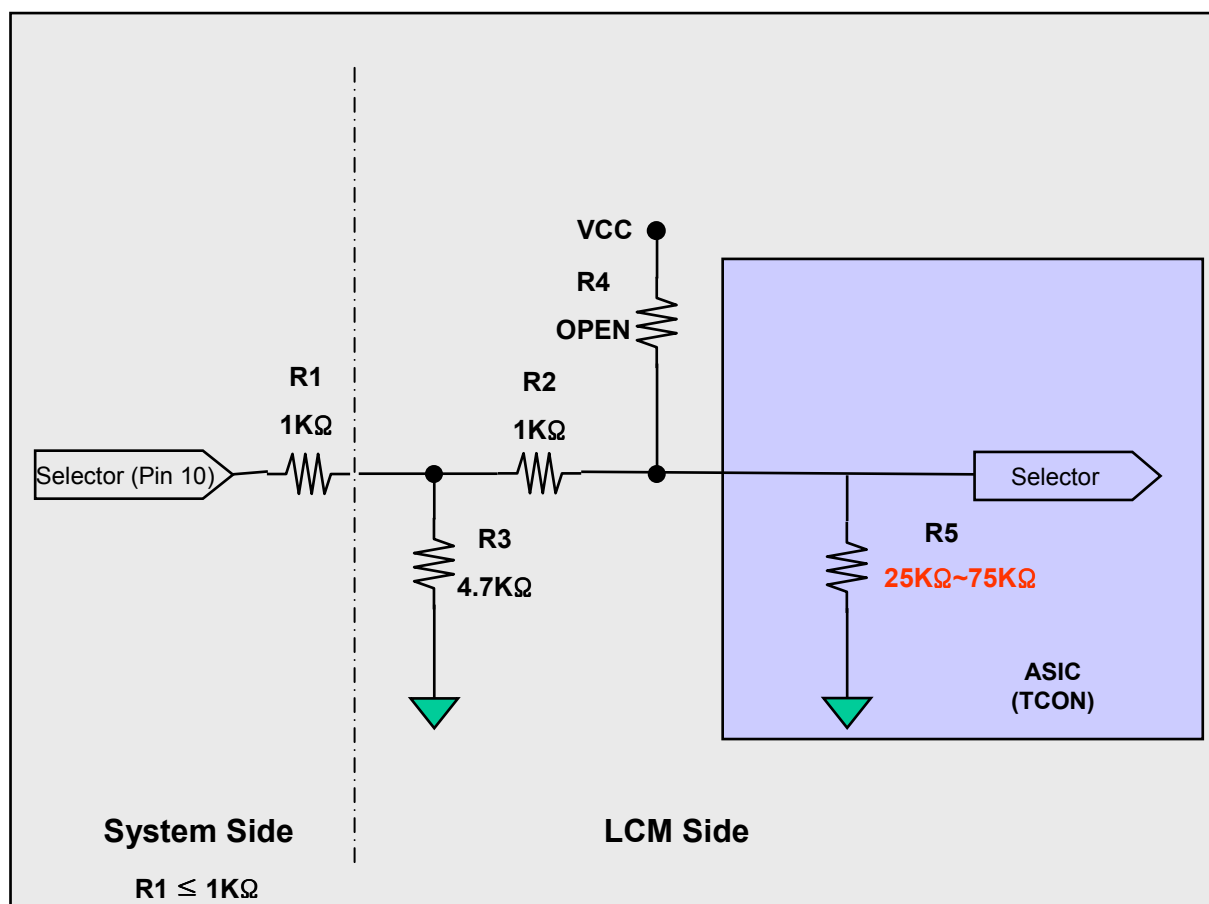 VCC
R4
OPEN
R1
1KΩ
R2
1KΩ
Selector (Pin 10)
Selector
R3
4.7KΩ
R5
25KΩ~75KΩ
ASIC
(TCON)
System Side
LCM Side
R1 ≤ 1KΩ